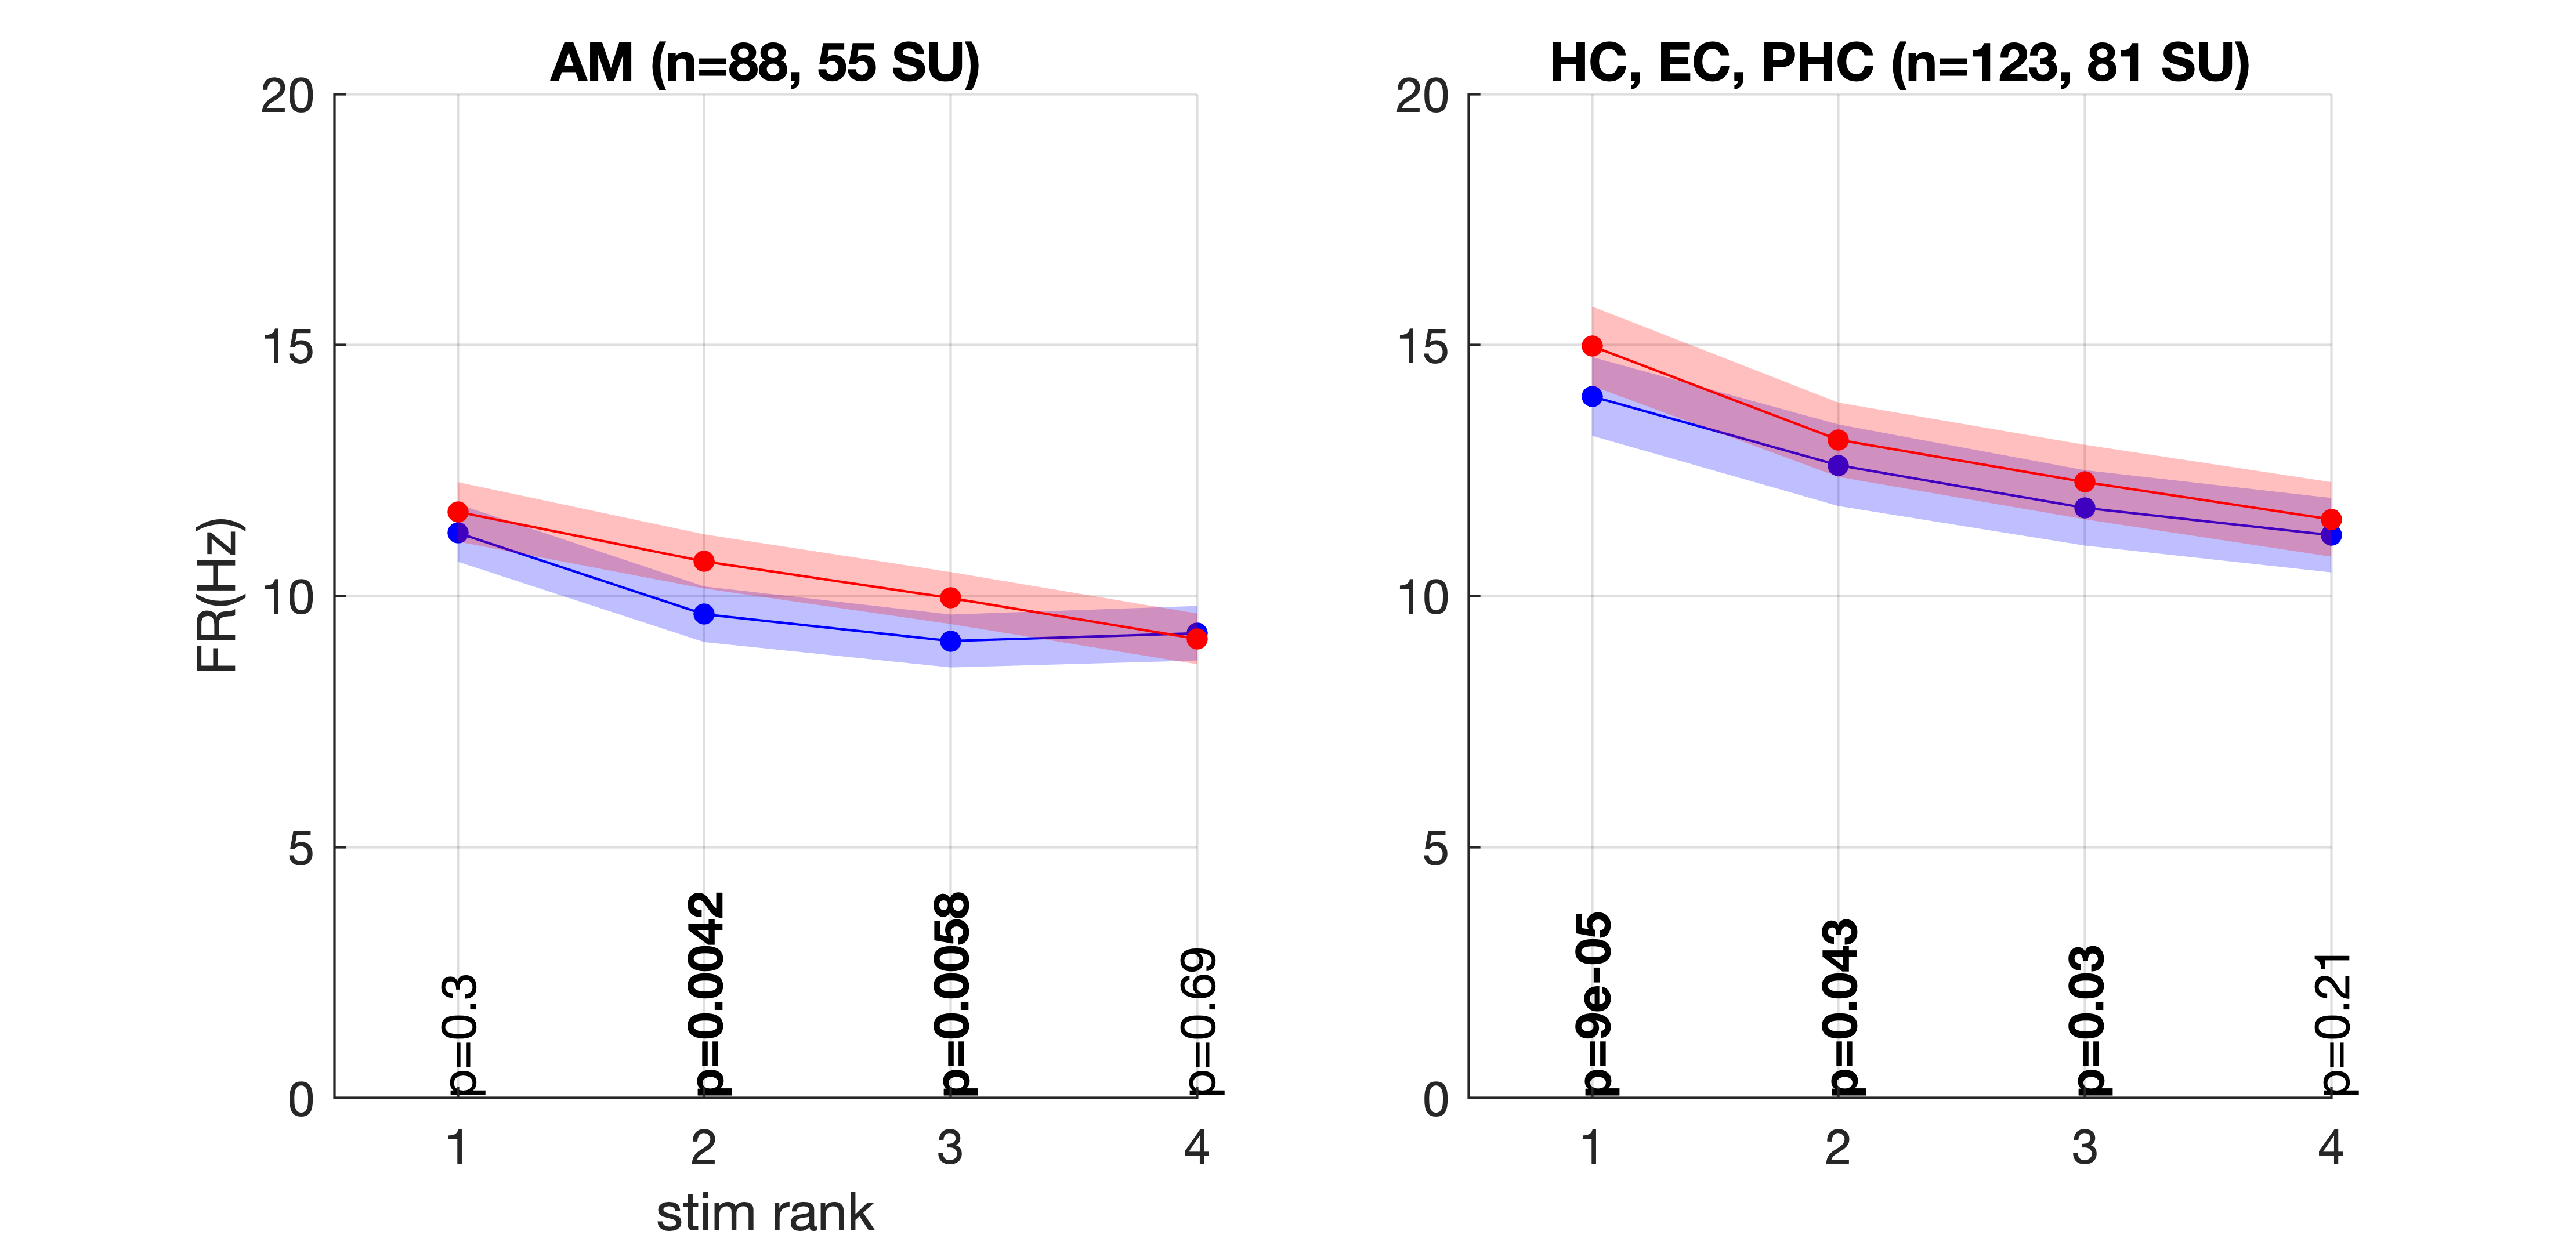 AM (n=88, 55 SU)
20
15
10
5
0
FR(Hz)
p=0.3
p=0.0042
p=0.0058
p=0.69
1 2 3 4
stim rank
HC, EC, PHC (n=123, 81 SU)
20
15
10
5
0
p=9e-05
p=0.043
p=0.03
p=0.21
1 2 3 4